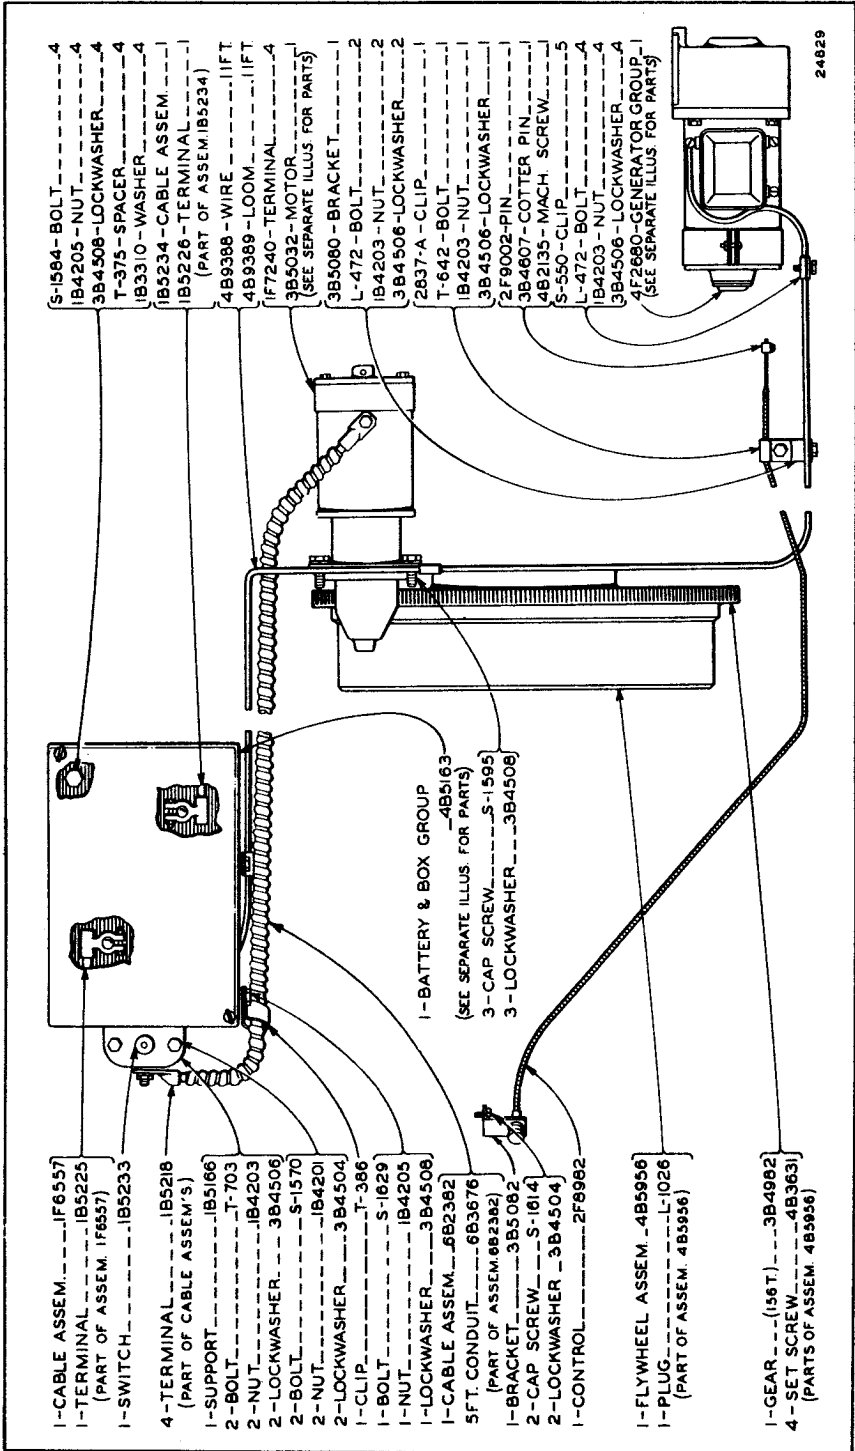 S-1584-BOLT 4
1B4205-NUT 4
3B4508-LOCKWASHER 4
T-375-SPACER 4
1B3310-WASHER 4
1B5234-CABLE ASSEM. 1
1B5226-TERMINAL 1
(PART OF ASSEM.1B5234)
4B9388-WIRE 11FT.
4B9389-LOOM 11FT.
1F7240-TERMINAL 4
3B5032-MOTOR 1
(SEE SEPARATE ILLUS. FOR PARTS)
3B5080-BRACKET 1
L-472-BOLT 2
1B4203-NUT 2
3B4506-LOCKWASHER 2
2837-A-CLIP 1
T-642-BOLT 1
1B4203-NUT 1
3B4506-LOCKWASHER 1
2F9002-PIN 1
3B4607-COTTER PIN 1
4B2135-MACH. SCREW 1
S-550-CLIP 5
L-472-BOLT 4
1B4203-NUT 4
3B4506-LOCKWASHER 4
4F2680-GENERATOR GROUP 1
(SEE SEPARATE ILLUS. FOR PARTS)
24829
1-BATTERY & BOX GROUP
4B5163
(SEE SEPARATE ILLUS. FOR PARTS)
3-CAP SCREW S-1595
3-LOCKWASHER 3B4508
1-CABLE ASSEM. 1F6557
1-TERMINAL 1B5225
(PART OF ASSEM. 1F6557)
1-SWITCH 1B5233
4-TERMINAL 1B5218
(PART OF CABLE ASSEM'S.)
1-SUPPORT 1B5166
2-BOLT T-703
2-NUT 1B4203
2-LOCKWASHER 3B4506
2-BOLT S-1570
2-NUT 1B4201
2-LOCKWASHER 3B4504
1-CLIP T-386
1-BOLT S-1629
1-NUT 1B4205
1-LOCKWASHER 3B4508
1-CABLE ASSEM. 6B2382
5FT. CONDUIT 6B3676
(PART OF ASSEM.6B2382)
1-BRACKET 3B5082
2-CAP SCREW S-1614
2-LOCKWASHER 3B4504
1-CONTROL 2F8982
1-FLYWHEEL ASSEM. 4B5956
1-PLUG L-1026
(PART OF ASSEM. 4B5956)
1-GEAR (156 T.) 3B4982
4-SET SCREW 4B3631
(PARTS OF ASSEM. 4B5956)